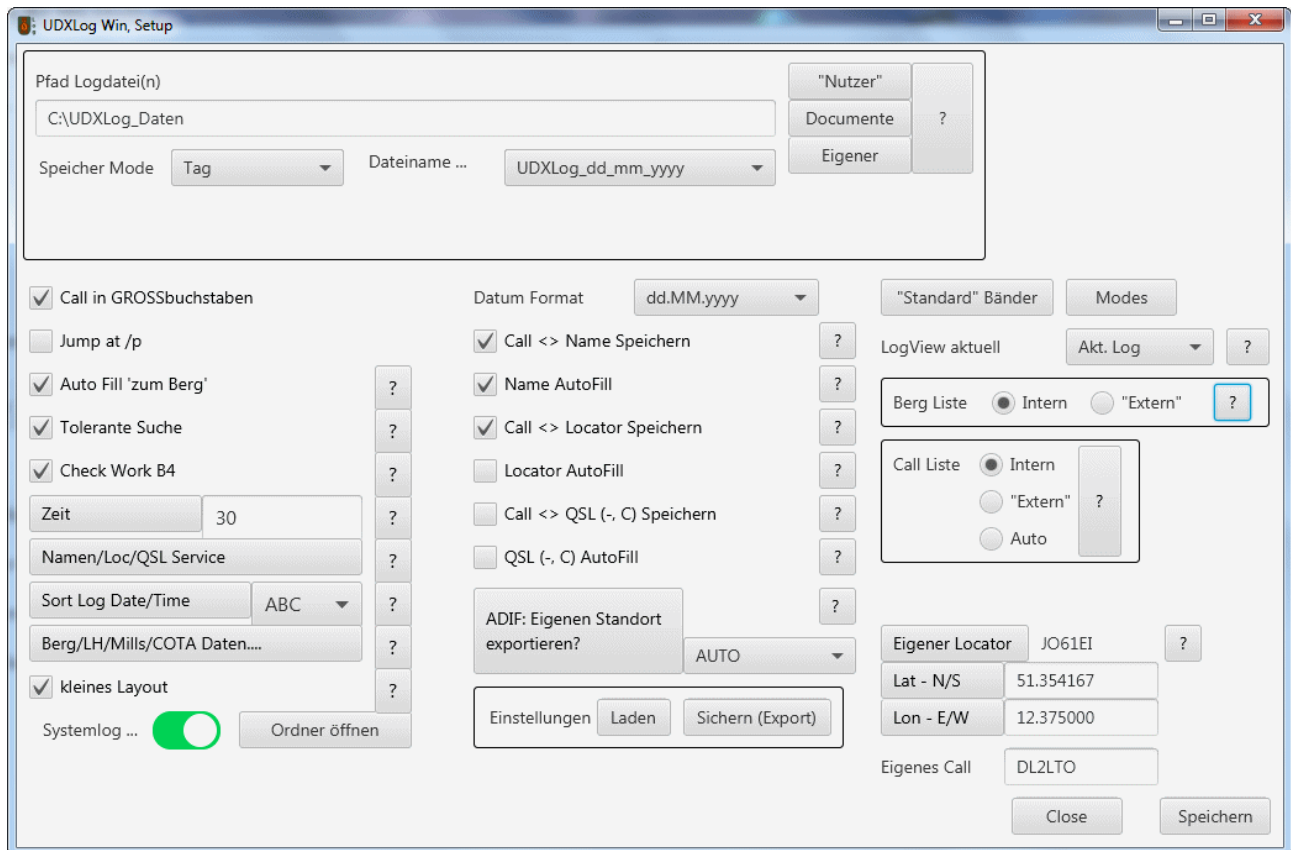 UDXLog Win, Setup
Pfad Logdatei(n)
"Nutzer"
C:\UDXLog_Daten
Documente
?
Speicher Mode
Tag
Dateiname ...
UDXLog_dd_mm_yyyy
Eigener
Call in GROSSbuchstaben
Jump at /p
Auto Fill 'zum Berg'
?
Tolerante Suche
?
Check Work B4
?
Zeit
30
?
Namen/Loc/QSL Service
?
Sort Log Date/Time
ABC
?
Berg/LH/Mills/COTA Daten....
?
kleines Layout
?
Systemlog ...
Ordner öffnen
Datum Format
dd.MM.yyyy
Call <> Name Speichern
?
Name AutoFill
?
Call <> Locator Speichern
?
Locator AutoFill
?
Call <> QSL (-, C) Speichern
?
QSL (-, C) AutoFill
?
ADIF: Eigenen Standort
exportieren?
?
AUTO
Einstellungen
Laden
Sichern (Export)
"Standard" Bänder
Modes
LogView aktuell
Akt. Log
?
Berg Liste
Intern
"Extern"
?
Call Liste
Intern
"Extern"
?
Auto
Eigener Locator
JO61EI
?
Lat - N/S
51.354167
Lon - E/W
12.375000
Eigenes Call
DL2LTO
Close
Speichern